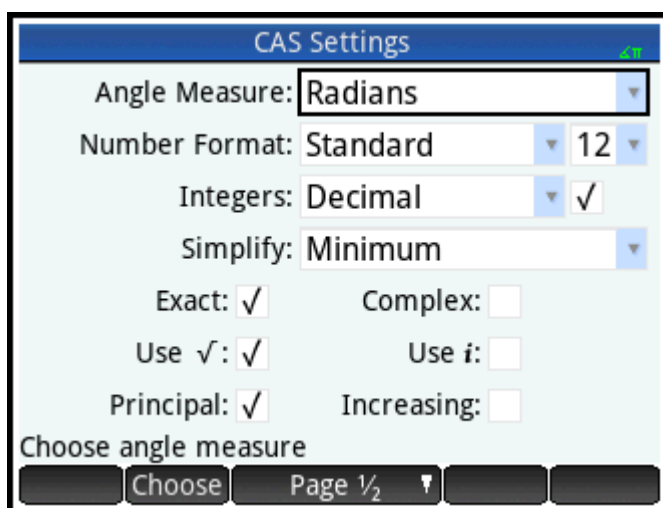 CAS Settings
∡π
Angle Measure: Radians
Number Format: Standard 12
Integers: Decimal √
Simplify: Minimum
Exact: √ Complex:
Use √: √ Use i:
Principal: √ Increasing:
Choose angle measure
Choose Page ½